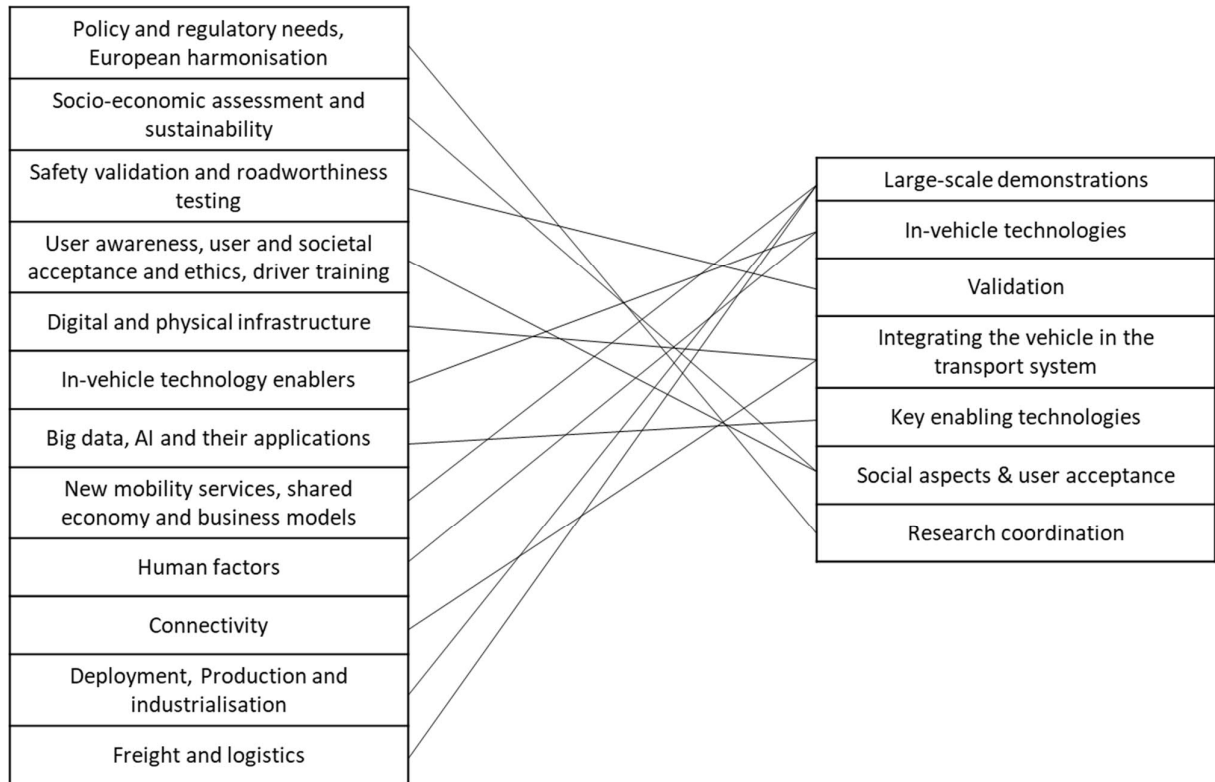 Policy and regulatory needs,
European harmonisation
Socio-economic assessment and
sustainability
Safety validation and roadworthiness
testing
User awareness, user and societal
acceptance and ethics, driver training
Digital and physical infrastructure
In-vehicle technology enablers
Big data, AI and their applications
New mobility services, shared
economy and business models
Human factors
Connectivity
Deployment, Production and
industrialisation
Freight and logistics
Large-scale demonstrations
In-vehicle technologies
Validation
Integrating the vehicle in the
transport system
Key enabling technologies
Social aspects & user acceptance
Research coordination